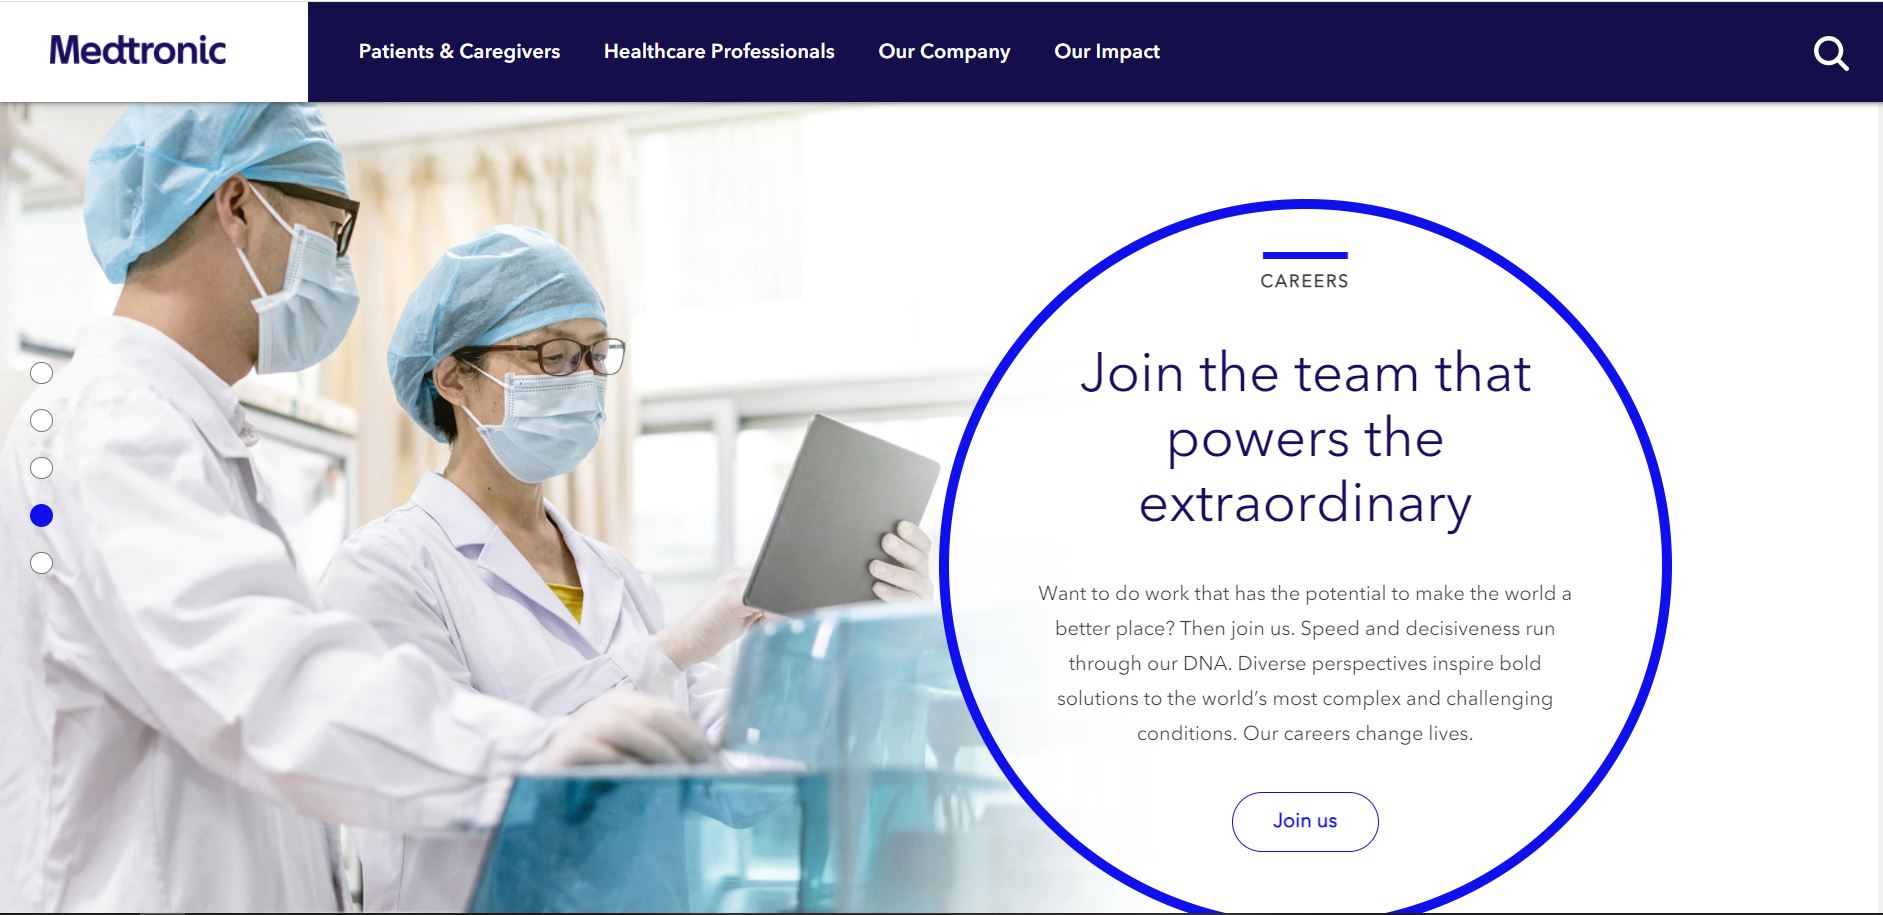 Medtronic
Patients & Caregivers
Healthcare Professionals
Our Company
Our Impact
CAREERS
Join the team that
powers the
extraordinary
Want to do work that has the potential to make the world a
better place? Then join us. Speed and decisiveness run
through our DNA. Diverse perspectives inspire bold
solutions to the world’s most complex and challenging
conditions. Our careers change lives.
Join us